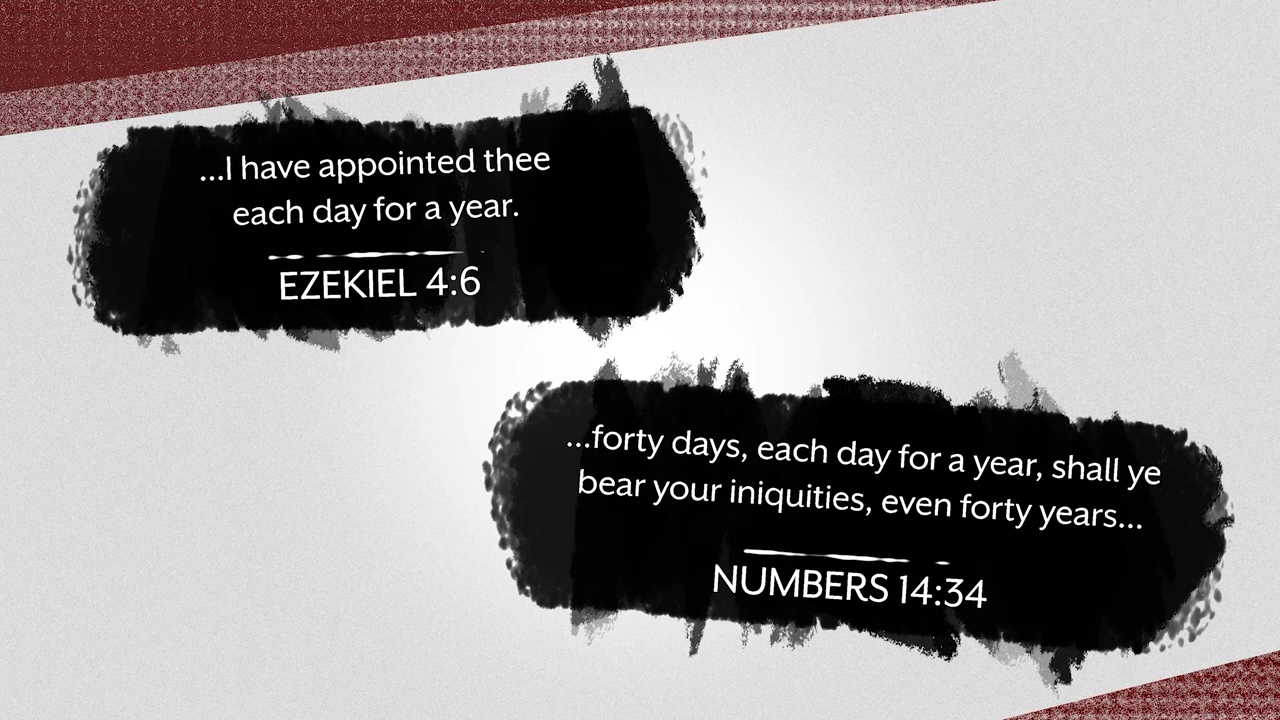 ...I have appointed thee
each day for a year.
EZEKIEL 4:6
...forty days, each day for a year, shall ye
bear your iniquities, even forty years...
NUMBERS 14:34